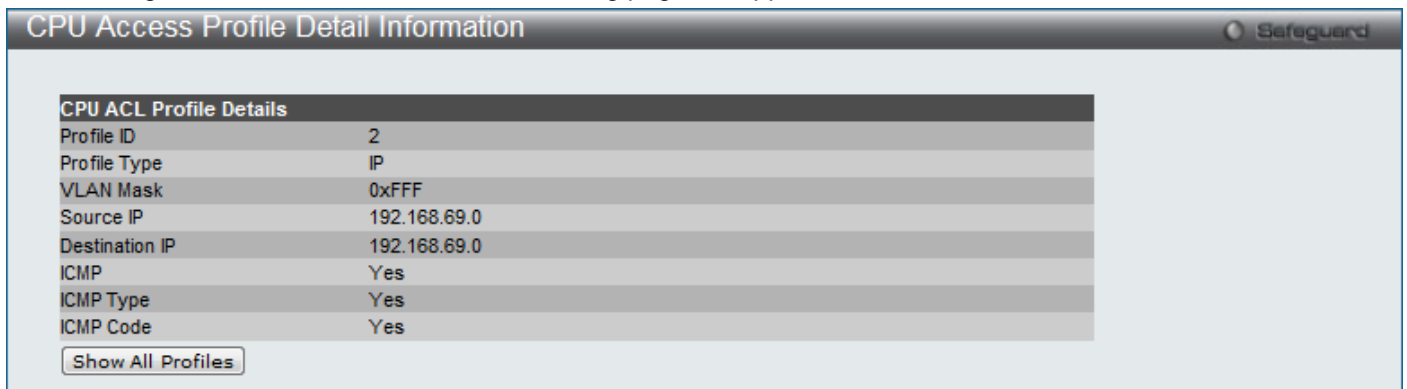 CPU Access Profile Detail Information
Safeguard
CPU ACL Profile Details
Profile ID 2
Profile Type IP
VLAN Mask 0xFFF
Source IP 192.168.69.0
Destination IP 192.168.69.0
ICMP Yes
ICMP Type Yes
ICMP Code Yes
Show All Profiles